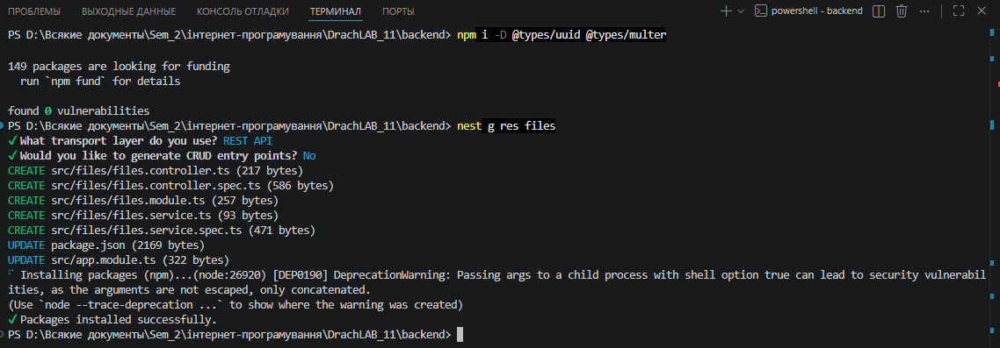 ПРОБЛЕМЫ ВЫХОДНЫЕ ДАННЫЕ КОНСОЛЬ ОТЛАДКИ ТЕРМИНАЛ ПОРТЫ powershell - backend
PS D:\Всякие документы\Sem_2\інтернет-програмування\DrachLAB_11\backend> npm i -D @types/uuid @types/multer
149 packages are looking for funding
run `npm fund` for details
found 0 vulnerabilities
PS D:\Всякие документы\Sem_2\інтернет-програмування\DrachLAB_11\backend> nest g res files
✓ What transport layer do you use? REST API
✓ Would you like to generate CRUD entry points? No
CREATE src/files/files.controller.ts (217 bytes)
CREATE src/files/files.controller.spec.ts (586 bytes)
CREATE src/files/files.module.ts (257 bytes)
CREATE src/files/files.service.ts (93 bytes)
CREATE src/files/files.service.spec.ts (471 bytes)
UPDATE package.json (2169 bytes)
UPDATE src/app.module.ts (322 bytes)
Installing packages (npm)...(node:26920) [DEP0190] DeprecationWarning: Passing args to a child process with shell option true can lead to security vulnerabil
ities, as the arguments are not escaped, only concatenated.
(Use `node --trace-deprecation ...` to show where the warning was created)
✓ Packages installed successfully.
PS D:\Всякие документы\Sem_2\інтернет-програмування\DrachLAB_11\backend>